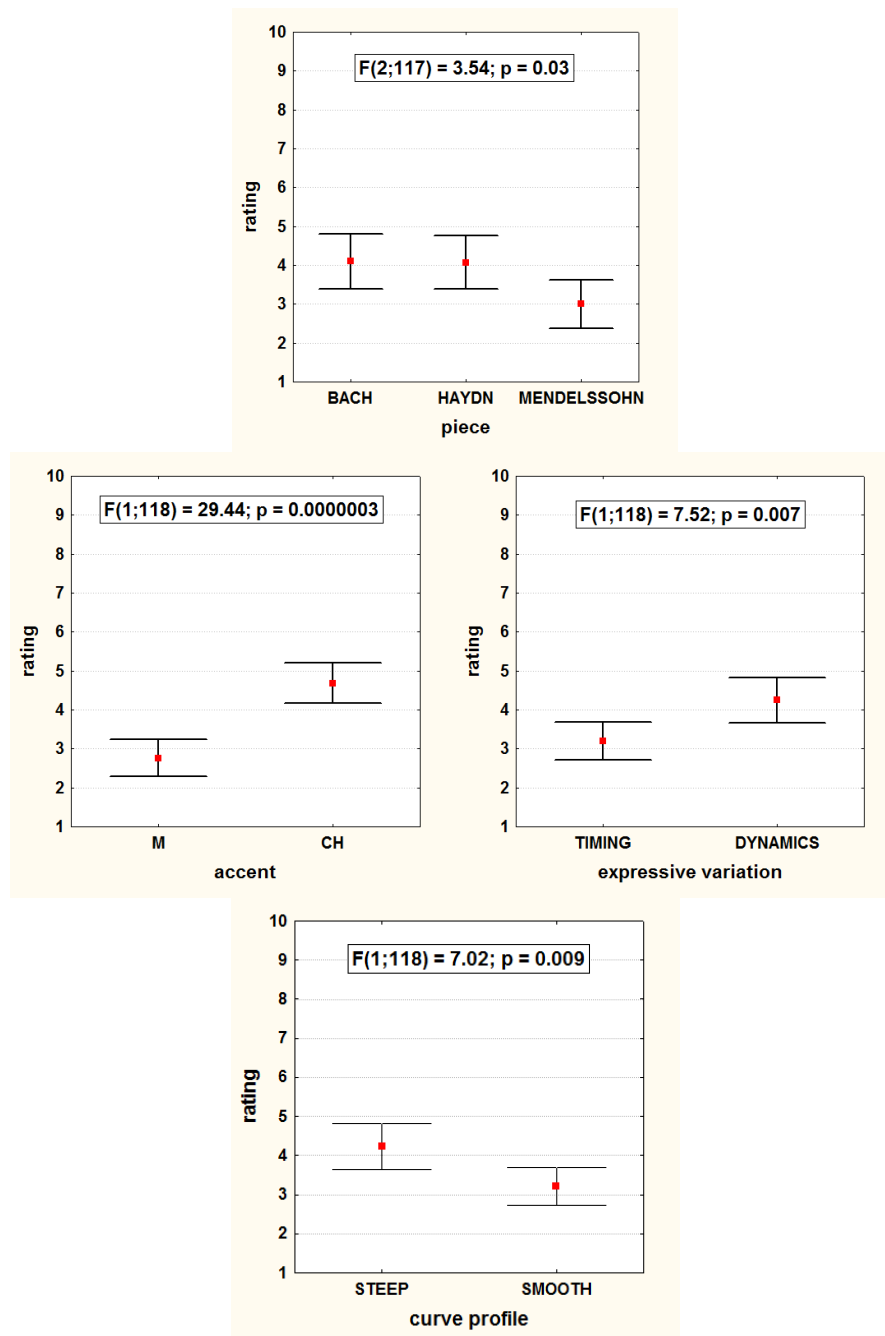 10
F(2;117) = 3.54; p = 0.03
9
8
7
6
rating
5
4
3
2
1
BACH HAYDN MENDELSSOHN
piece
10
F(1;118) = 29.44; p = 0.0000003
9
8
7
6
rating
5
4
3
2
1
M CH
accent
10
F(1;118) = 7.52; p = 0.007
9
8
7
6
rating
5
4
3
2
1
TIMING DYNAMICS
expressive variation
10
F(1;118) = 7.02; p = 0.009
9
8
7
6
rating
5
4
3
2
1
STEEP SMOOTH
curve profile